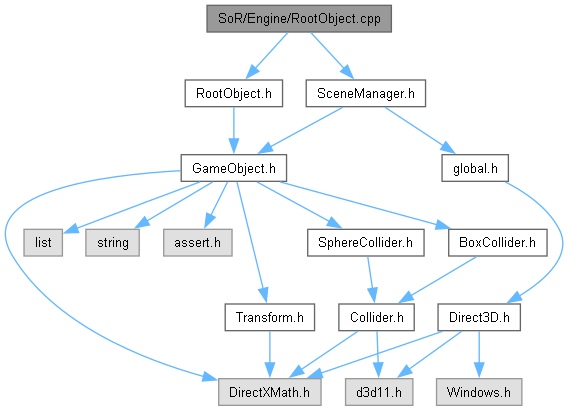 SoR/Engine/RootObject.cpp
RootObject.h
SceneManager.h
GameObject.h
global.h
list
string
assert.h
SphereCollider.h
BoxCollider.h
Transform.h
Collider.h
Direct3D.h
DirectXMath.h
d3d11.h
Windows.h